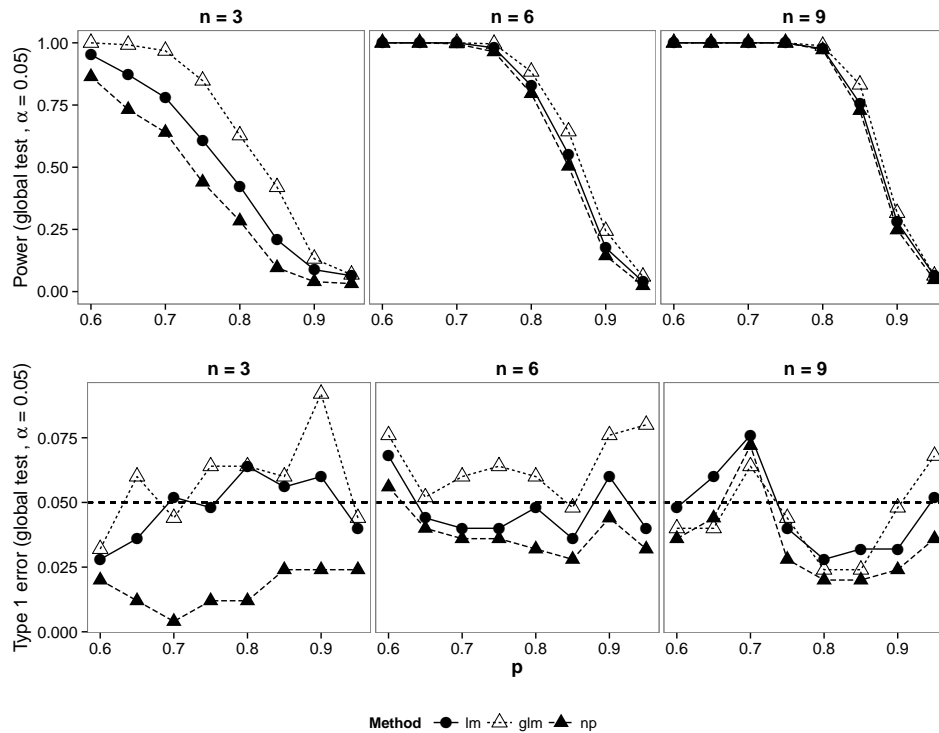 n = 3 n = 6 n = 9
Power (global test , α = 0.05)
1.00
0.75
0.50
0.25
0.00
0.6 0.7 0.8 0.9 0.6 0.7 0.8 0.9 0.6 0.7 0.8 0.9
n = 3 n = 6 n = 9
Type 1 error (global test , α = 0.05)
0.075
0.050
0.025
0.000
0.6 0.7 0.8 0.9 0.6 0.7 0.8 0.9 0.6 0.7 0.8 0.9
p
Method lm glm np